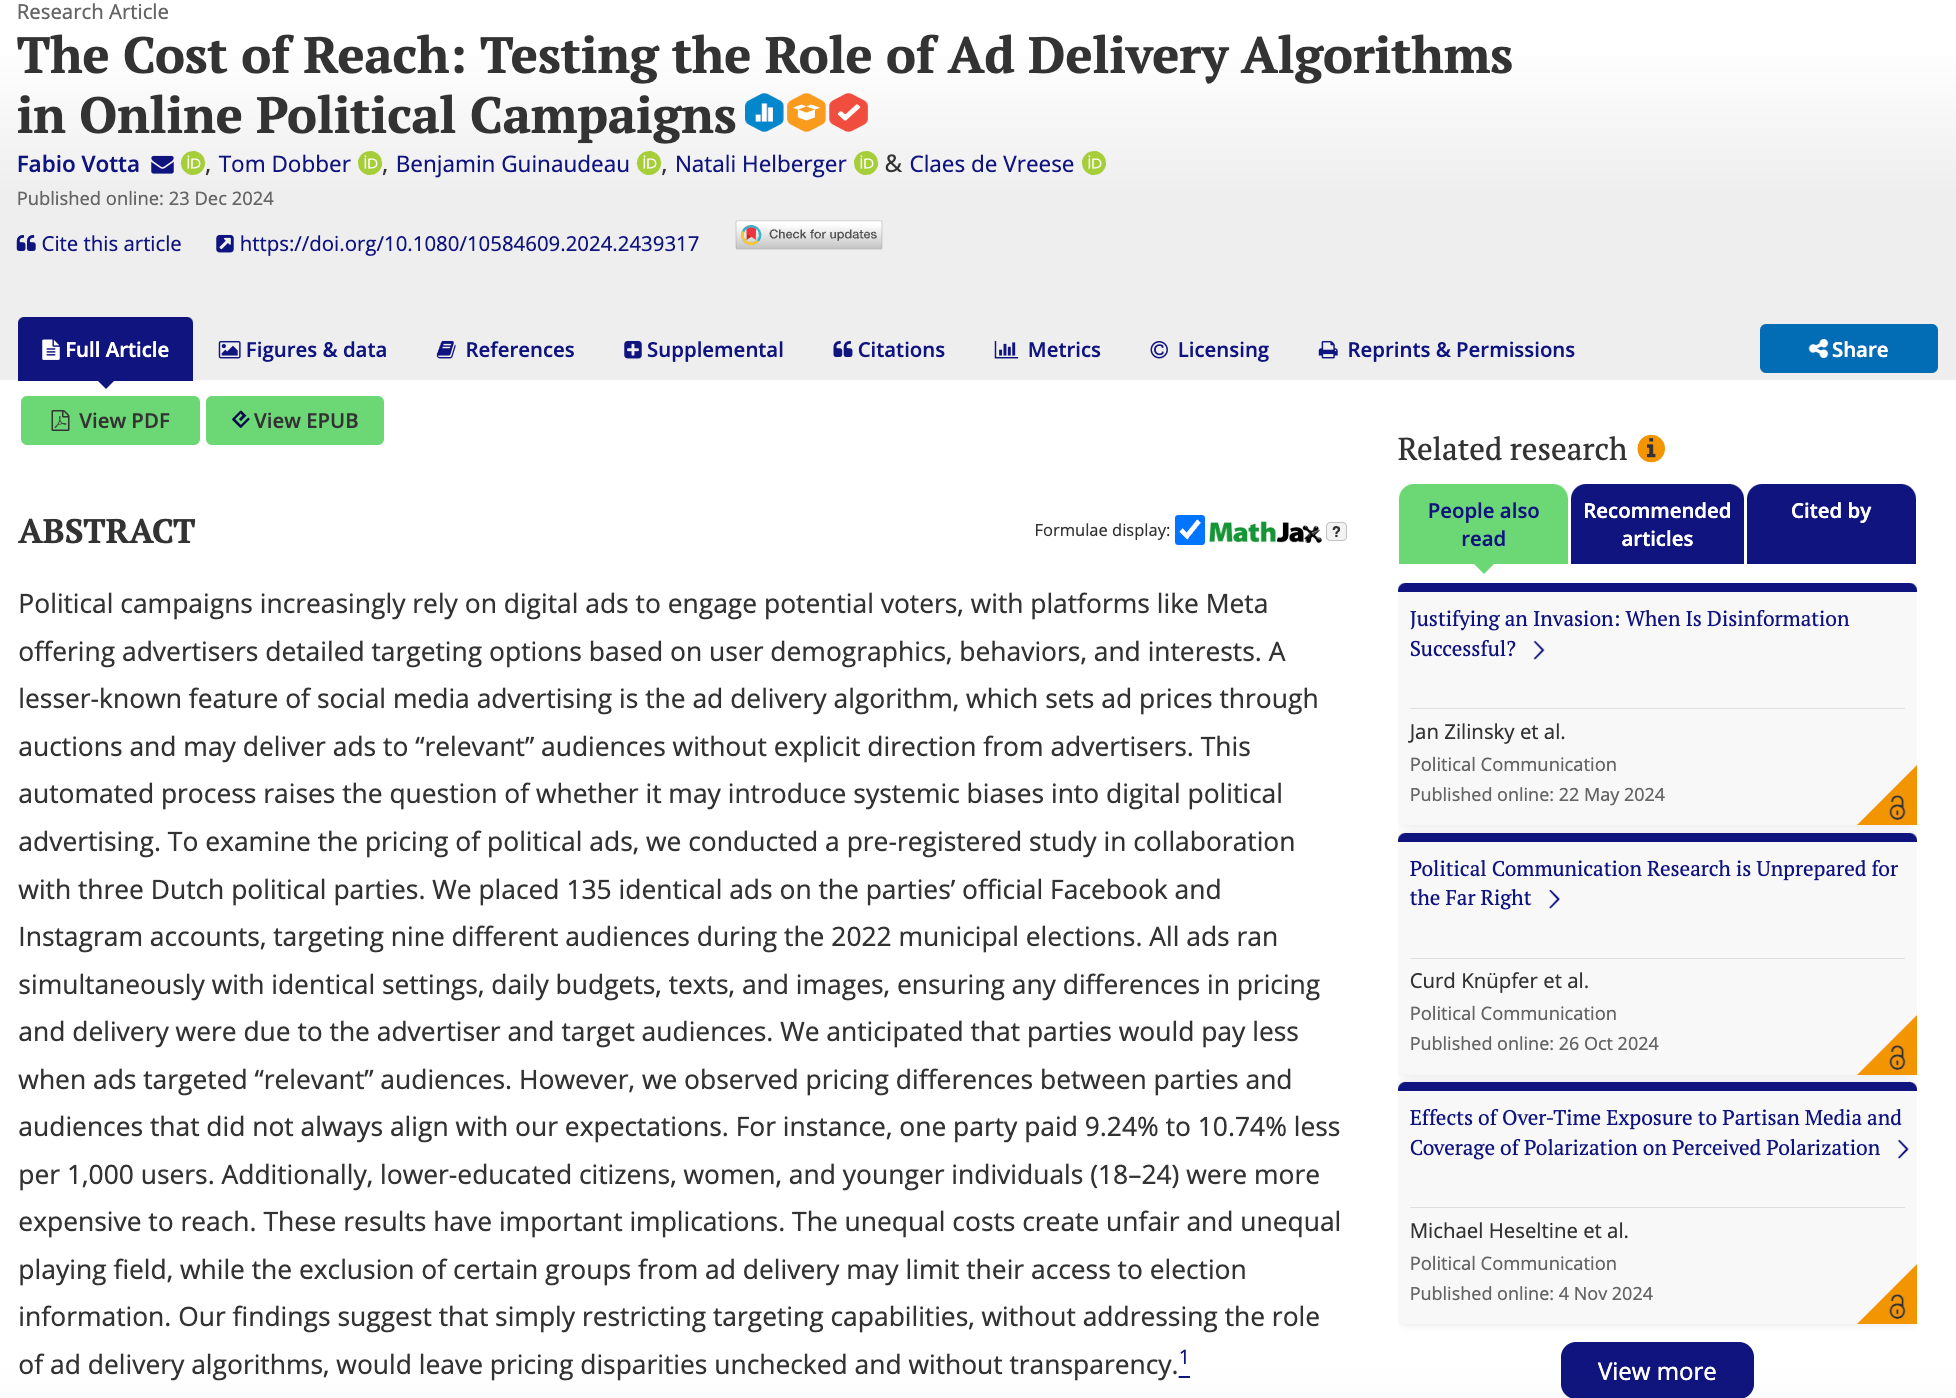 Research Article
The Cost of Reach: Testing the Role of Ad Delivery Algorithms
in Online Political Campaigns
Fabio Votta iD, Tom Dobber iD, Benjamin Guinaudeau iD, Natali Helberger iD & Claes de Vreese iD
Published online: 23 Dec 2024
Cite this article https://doi.org/10.1080/10584609.2024.2439317 Check for updates
Full Article Figures & data References Supplemental Citations Metrics Licensing Reprints & Permissions Share
View PDF View EPUB
ABSTRACT
Formulae display: MathJax ?
Political campaigns increasingly rely on digital ads to engage potential voters, with platforms like Meta
offering advertisers detailed targeting options based on user demographics, behaviors, and interests. A
lesser-known feature of social media advertising is the ad delivery algorithm, which sets ad prices through
auctions and may deliver ads to “relevant” audiences without explicit direction from advertisers. This
automated process raises the question of whether it may introduce systemic biases into digital political
advertising. To examine the pricing of political ads, we conducted a pre-registered study in collaboration
with three Dutch political parties. We placed 135 identical ads on the parties’ official Facebook and
Instagram accounts, targeting nine different audiences during the 2022 municipal elections. All ads ran
simultaneously with identical settings, daily budgets, texts, and images, ensuring any differences in pricing
and delivery were due to the advertiser and target audiences. We anticipated that parties would pay less
when ads targeted “relevant” audiences. However, we observed pricing differences between parties and
audiences that did not always align with our expectations. For instance, one party paid 9.24% to 10.74% less
per 1,000 users. Additionally, lower-educated citizens, women, and younger individuals (18–24) were more
expensive to reach. These results have important implications. The unequal costs create unfair and unequal
playing field, while the exclusion of certain groups from ad delivery may limit their access to election
information. Our findings suggest that simply restricting targeting capabilities, without addressing the role
of ad delivery algorithms, would leave pricing disparities unchecked and without transparency.1
Related research i
People also
read
Recommended
articles
Cited by
Justifying an Invasion: When Is Disinformation
Successful?
Jan Zilinsky et al.
Political Communication
Published online: 22 May 2024
Political Communication Research is Unprepared for
the Far Right
Curd Knüpfer et al.
Political Communication
Published online: 26 Oct 2024
Effects of Over-Time Exposure to Partisan Media and
Coverage of Polarization on Perceived Polarization
Michael Heseltine et al.
Political Communication
Published online: 4 Nov 2024
View more